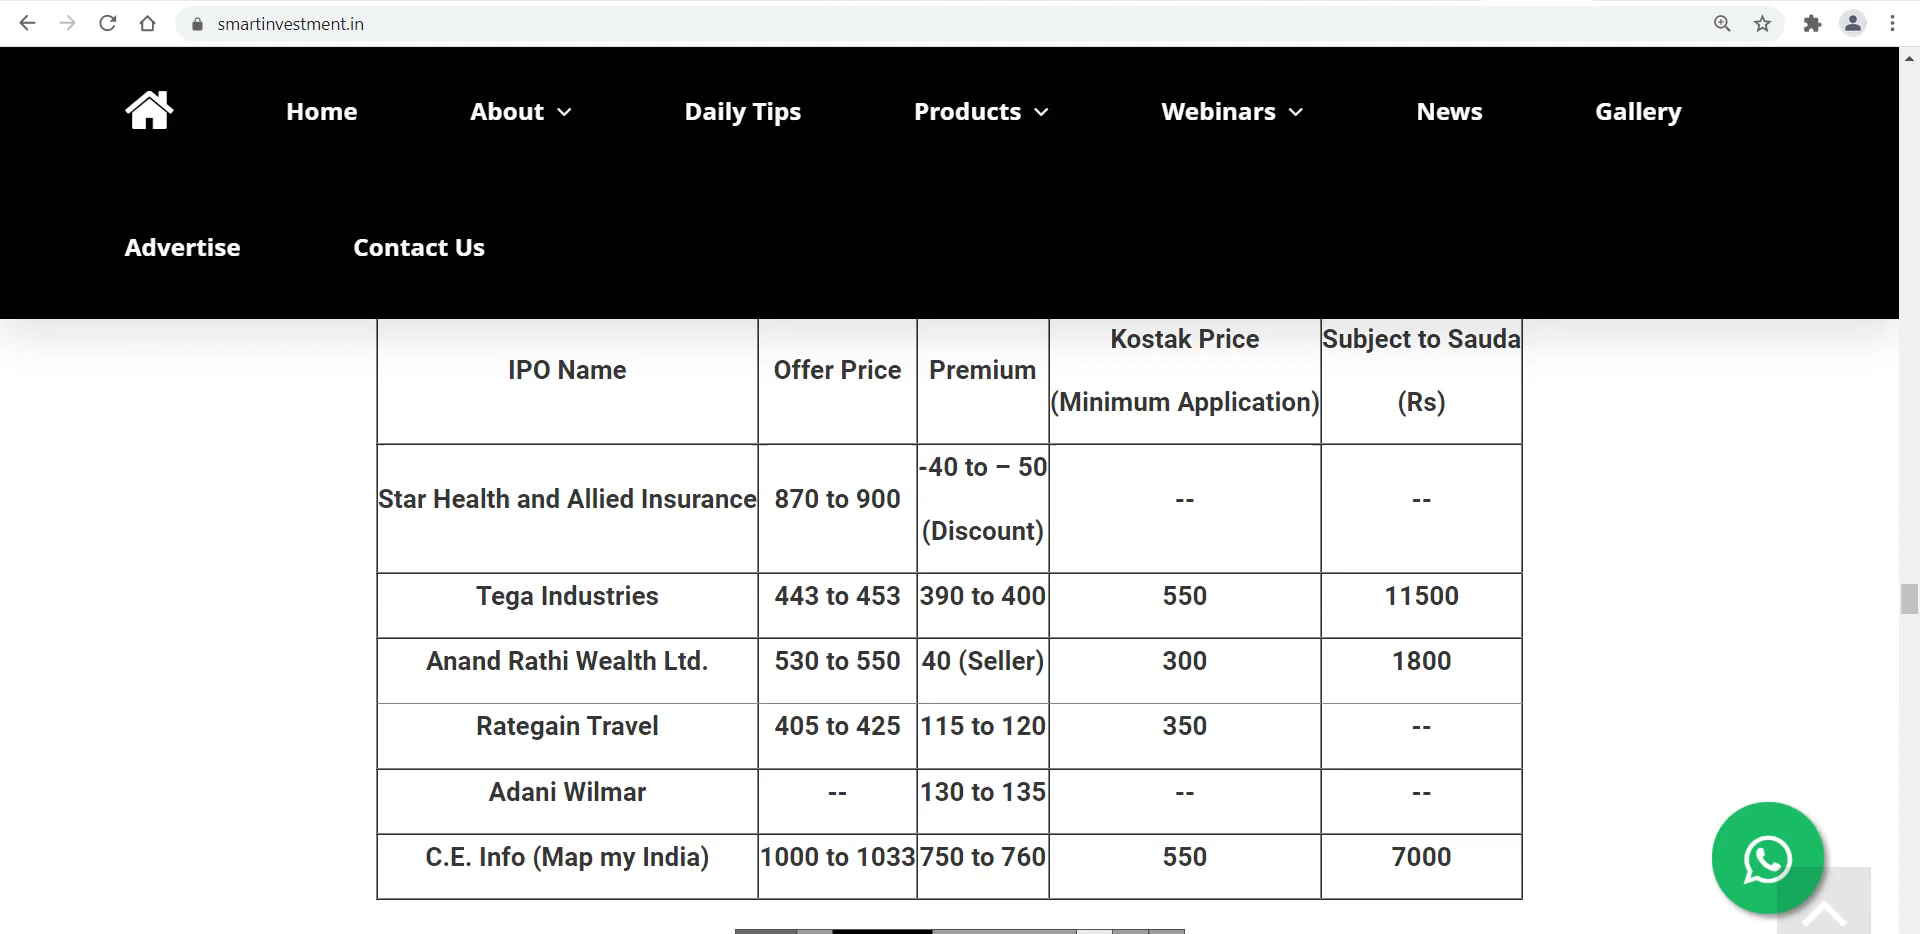 smartinvestment.in
Home About Daily Tips Products Webinars News Gallery
Advertise Contact Us
IPO Name Offer Price Premium Kostak Price (Minimum Application) Subject to Sauda (Rs)
Star Health and Allied Insurance 870 to 900 -40 to – 50 (Discount) -- --
Tega Industries 443 to 453 390 to 400 550 11500
Anand Rathi Wealth Ltd. 530 to 550 40 (Seller) 300 1800
Rategain Travel 405 to 425 115 to 120 350 --
Adani Wilmar -- 130 to 135 -- --
C.E. Info (Map my India) 1000 to 1033 750 to 760 550 7000